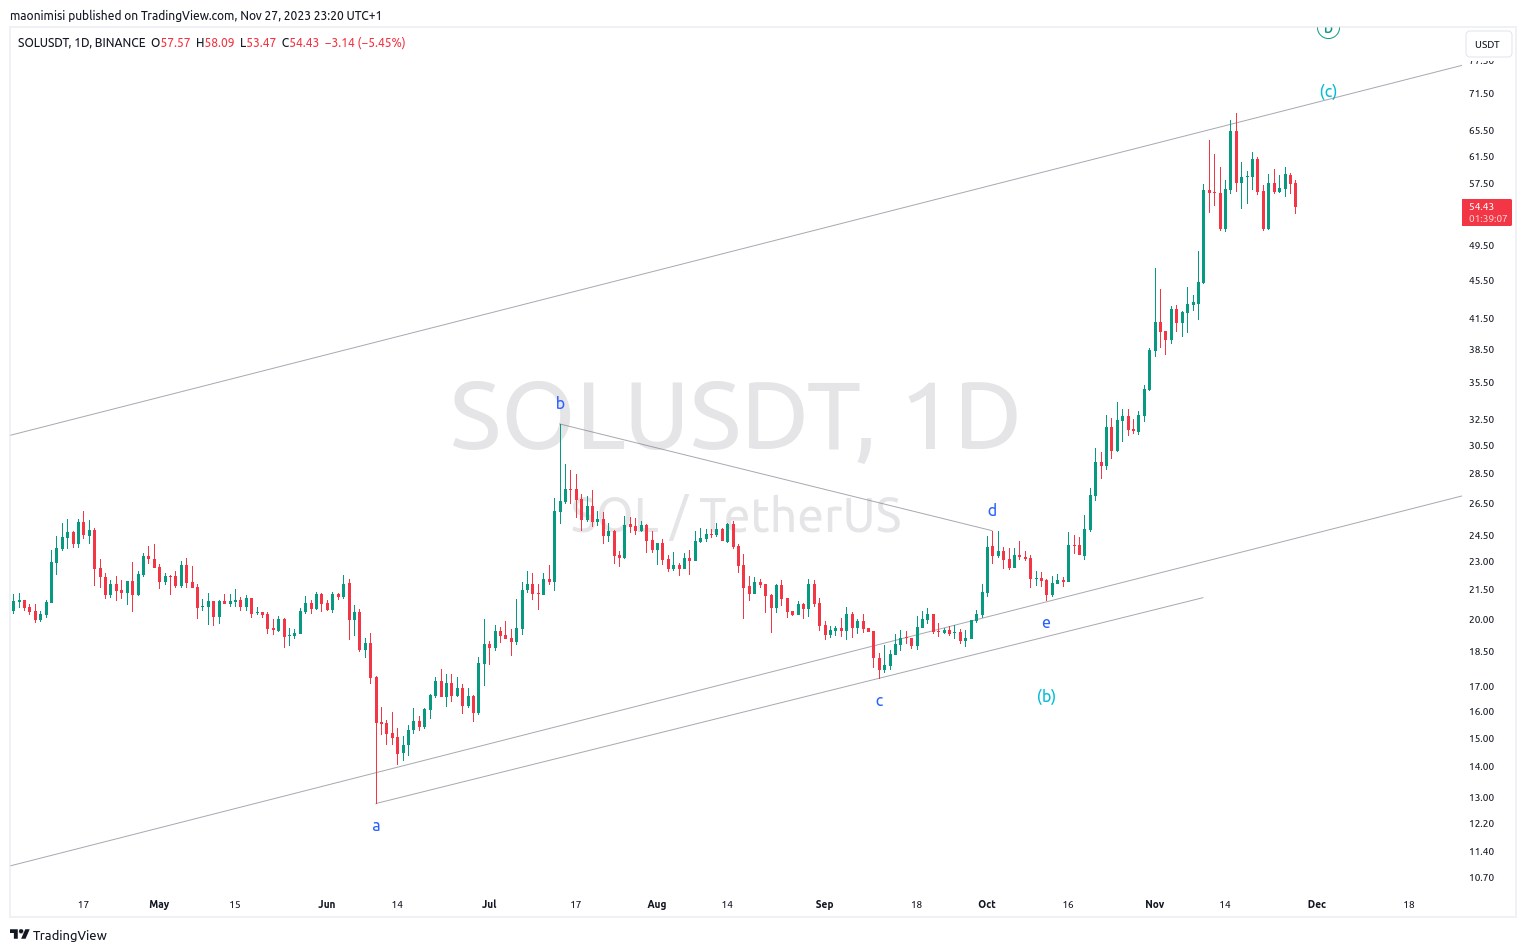 maonimisi published on TradingView.com, Nov 27, 2023 23:20 UTC+1
SOLUSDT, 1D, BINANCE O57.57 H58.09 L53.47 C54.43 −3.14 (−5.45%)
USDT
77.50
(c)
71.50
65.50
61.50
57.50
54.43
01:39:07
49.50
45.50
41.50
38.50
35.50
SOLUSDT, 1D
b
32.50
30.50
28.50
SOL / TetherUS
26.50
d
24.50
23.00
21.50
20.00
e
18.50
17.00
(b)
c
16.00
15.00
14.00
13.00
12.20
a
11.40
10.70
17 May 15 Jun 14 Jul 17 Aug 14 Sep 18 Oct 16 Nov 14 Dec 18
TradingView